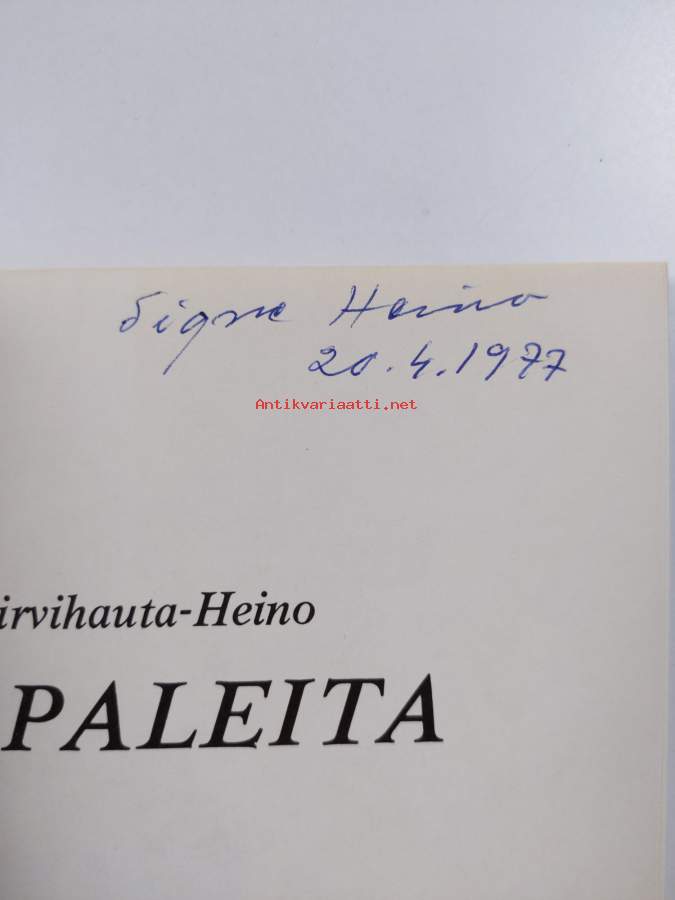 Signe Heino
20.4.1977
Antikvariaatti.net
irvihauta-Heino
PALEITA